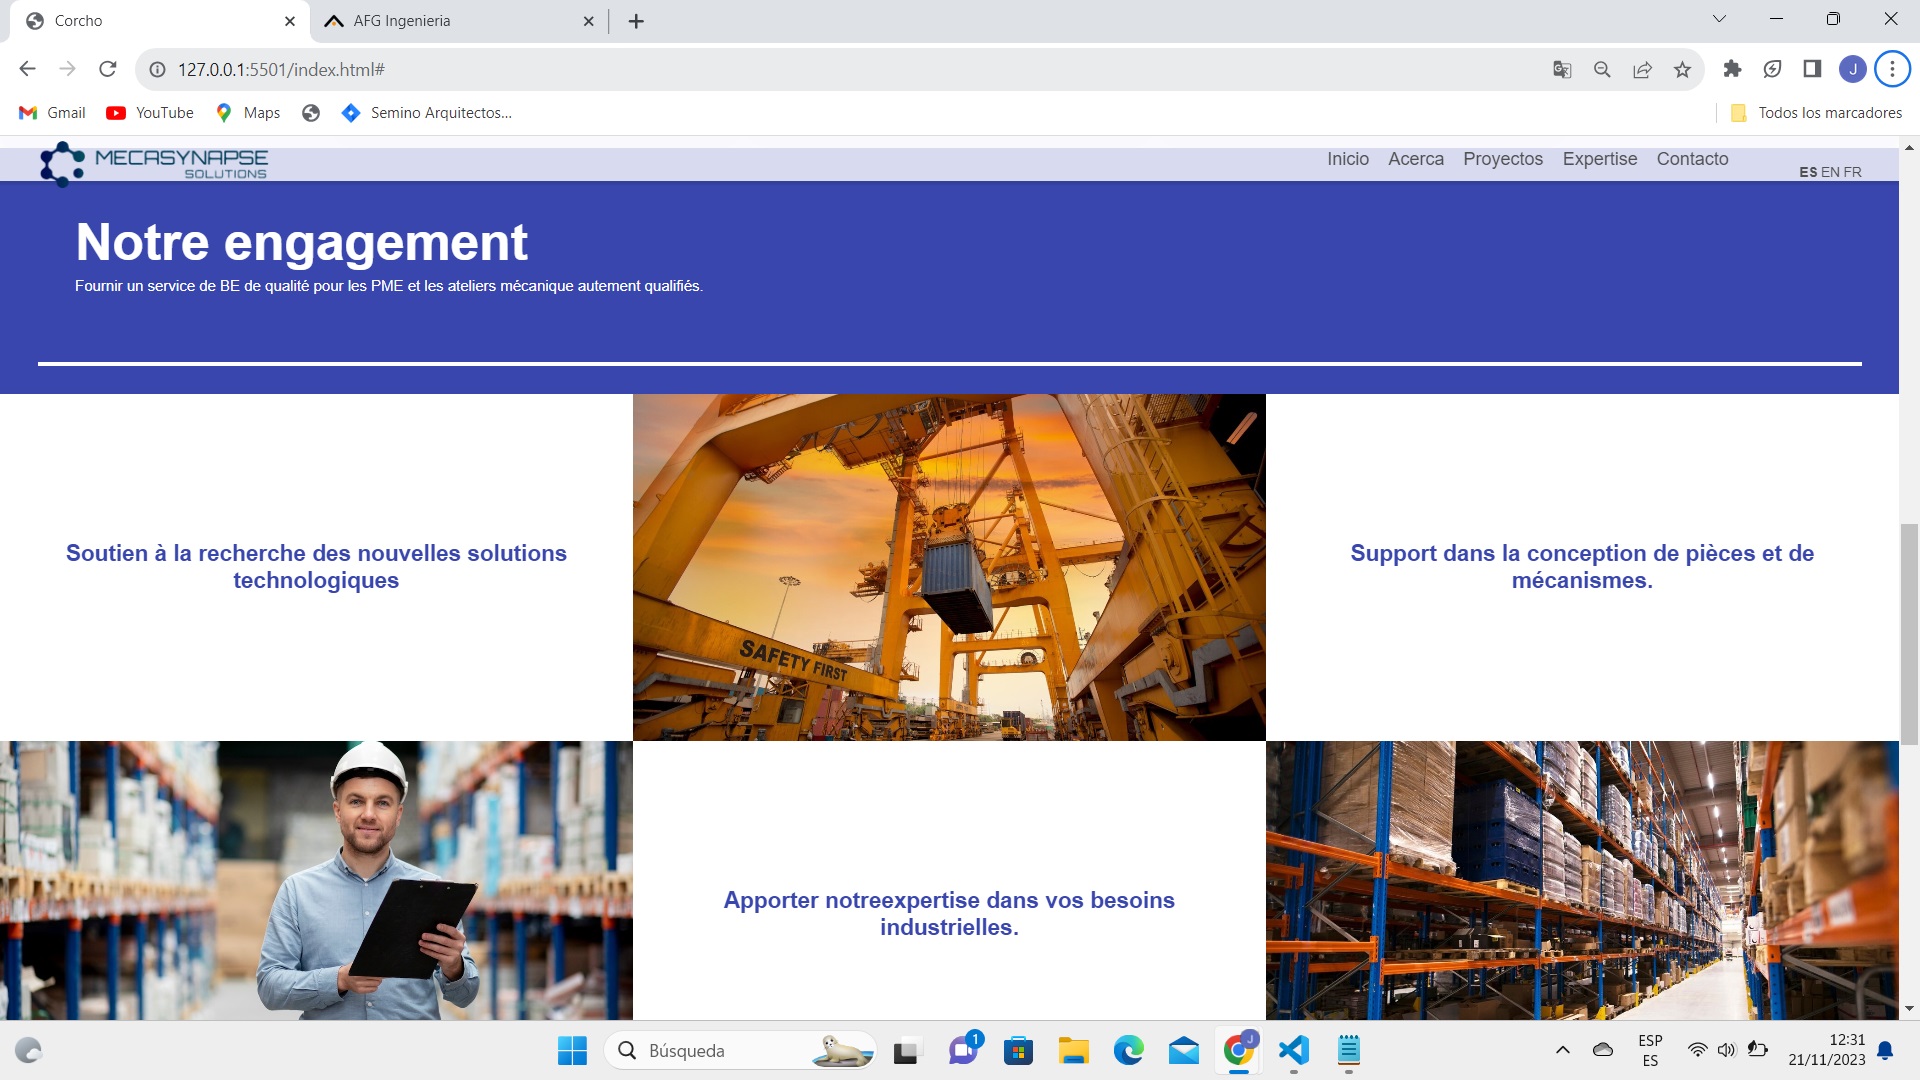 Corcho
AFG Ingenieria
127.0.0.1:5501/index.html#
J
Gmail
YouTube
Maps
Semino Arquitectos...
Todos los marcadores
MECASYNAPSE
SOLUTIONS
Inicio Acerca Proyectos Expertise Contacto
ES EN FR
Notre engagement
Fournir un service de BE de qualité pour les PME et les ateliers mécanique autement qualifiés.
Soutien à la recherche des nouvelles solutions
technologiques
SAFETY FIRST
Support dans la conception de pièces et de
mécanismes.
Apporter notreexpertise dans vos besoins
industrielles.
Búsqueda
1
J
ESP
ES
12:31
21/11/2023